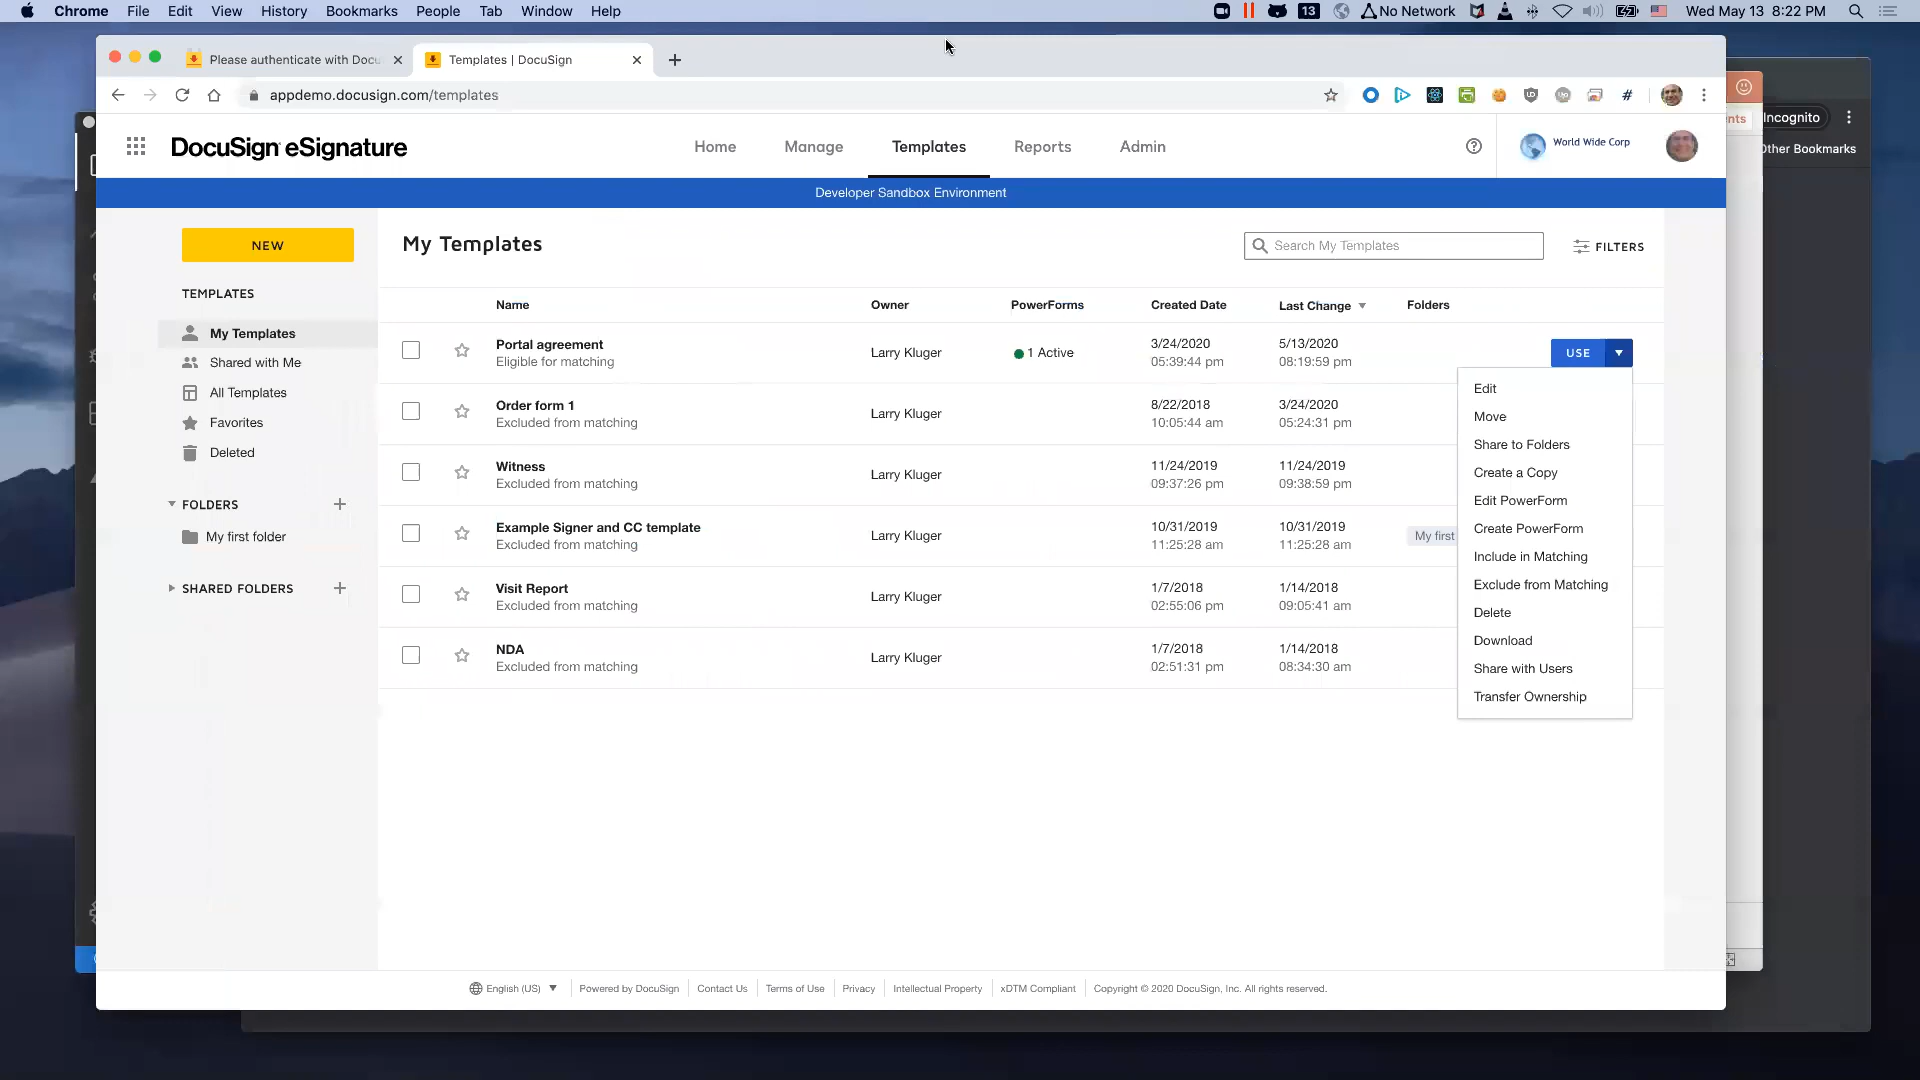 Chrome File Edit View History Bookmarks People Tab Window Help
13 No Network Wed May 13 8:22 PM
Please authenticate with Docu
Templates | DocuSign
appdemo.docusign.com/templates
#
nts
Incognito
Other Bookmarks
DocuSign eSignature
Home Manage Templates Reports Admin
World Wide Corp
Developer Sandbox Environment
NEW
My Templates
Search My Templates
FILTERS
TEMPLATES
My Templates
Shared with Me
All Templates
Favorites
Deleted
FOLDERS
My first folder
SHARED FOLDERS
Name Owner PowerForms Created Date Last Change Folders
Portal agreement
Eligible for matching
Larry Kluger
1 Active
3/24/2020
05:39:44 pm
5/13/2020
08:19:59 pm
USE
Order form 1
Excluded from matching
Larry Kluger
8/22/2018
10:05:44 am
3/24/2020
05:24:31 pm
Witness
Excluded from matching
Larry Kluger
11/24/2019
09:37:26 pm
11/24/2019
09:38:59 pm
Example Signer and CC template
Excluded from matching
Larry Kluger
10/31/2019
11:25:28 am
10/31/2019
11:25:28 am
My first
Visit Report
Excluded from matching
Larry Kluger
1/7/2018
02:55:06 pm
1/14/2018
09:05:41 am
NDA
Excluded from matching
Larry Kluger
1/7/2018
02:51:31 pm
1/14/2018
08:34:30 am
Edit
Move
Share to Folders
Create a Copy
Edit PowerForm
Create PowerForm
Include in Matching
Exclude from Matching
Delete
Download
Share with Users
Transfer Ownership
English (US) Powered by DocuSign Contact Us Terms of Use Privacy Intellectual Property xDTM Compliant Copyright © 2020 DocuSign, Inc. All rights reserved.